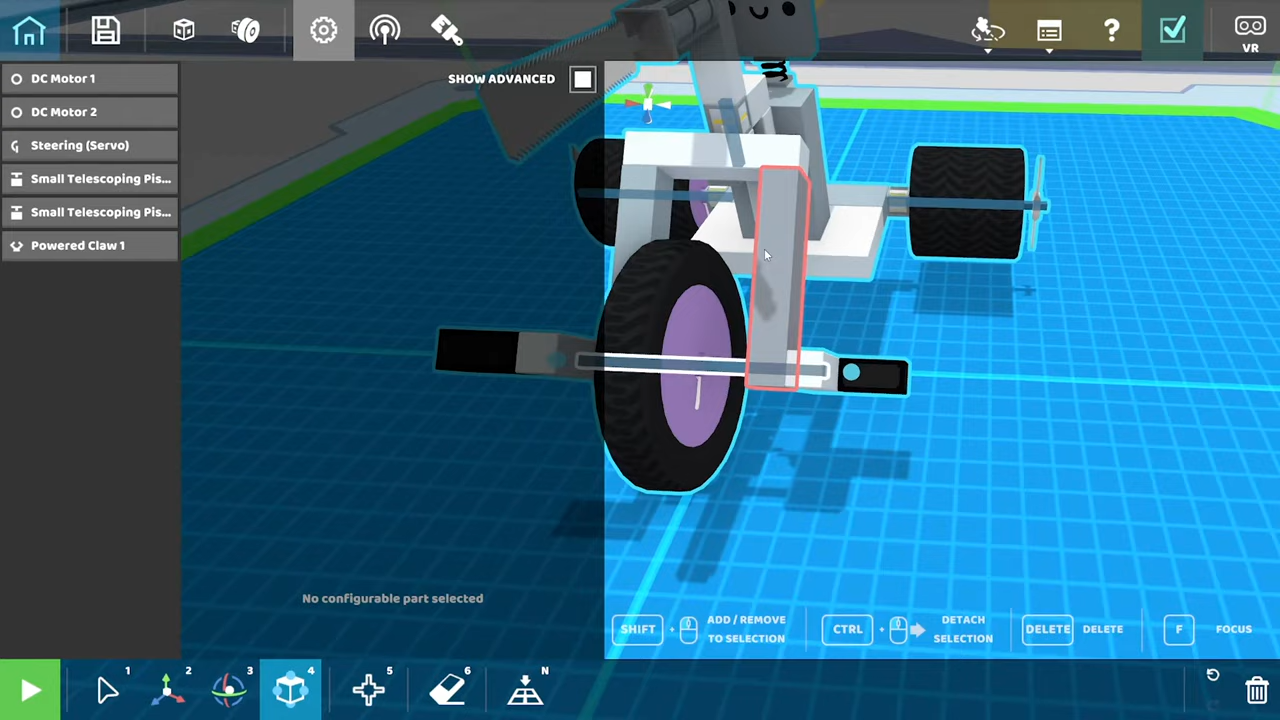 VR
DC Motor 1
SHOW ADVANCED
DC Motor 2
Steering (Servo)
Small Telescoping Pis...
Small Telescoping Pis...
Powered Claw 1
No configurable part selected
SHIFT + ADD / REMOVE TO SELECTION
CTRL + DETACH SELECTION
DELETE DELETE
F FOCUS
1
2
3
4
5
6
N